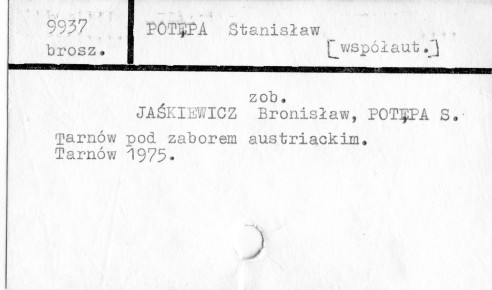 9937
brosz.
POTĘPA Stanisław
[współaut.]
zob.
JAŚKIEWICZ Bronisław, POTĘPA S.
Tarnów pod zaborem austriackim.
Tarnów 1975.